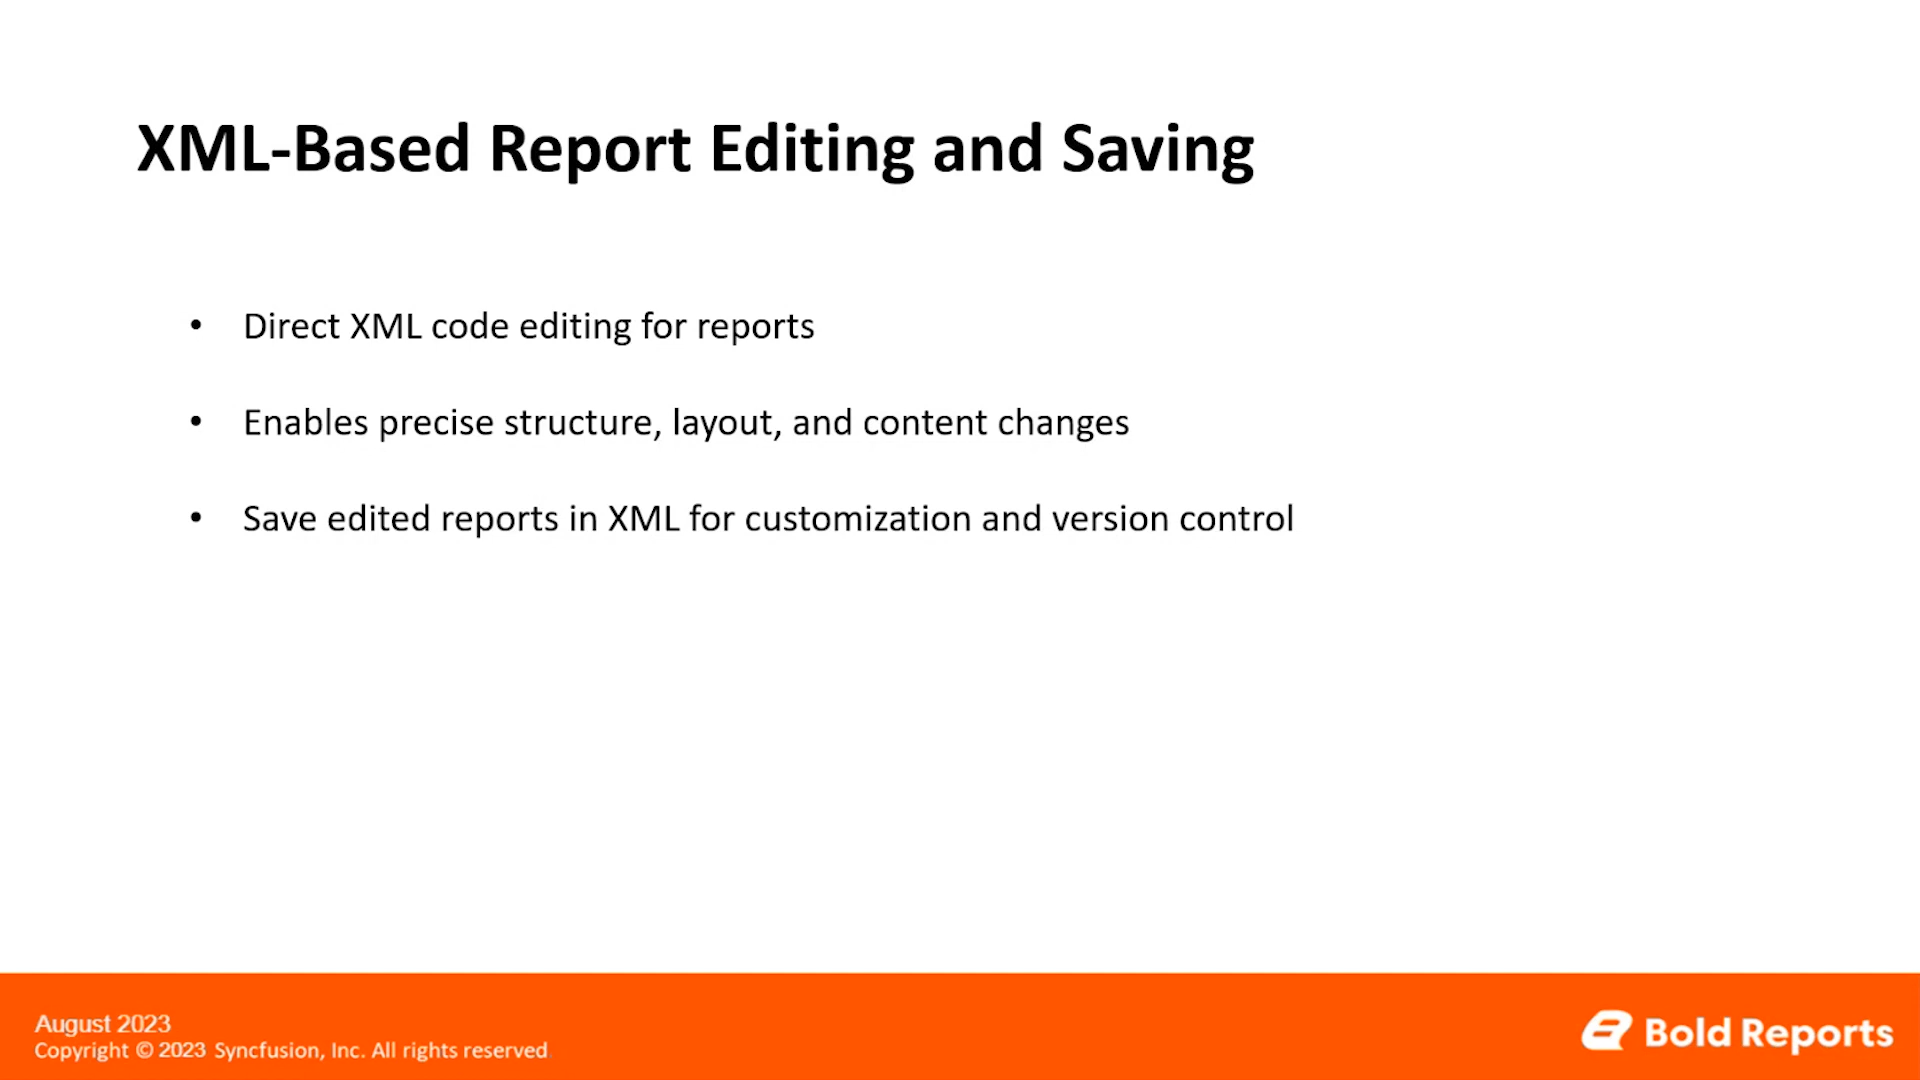 XML-Based Report Editing and Saving
• Direct XML code editing for reports
• Enables precise structure, layout, and content changes
• Save edited reports in XML for customization and version control
August 2023
Copyright © 2023 Syncfusion, Inc. All rights reserved.
Bold Reports